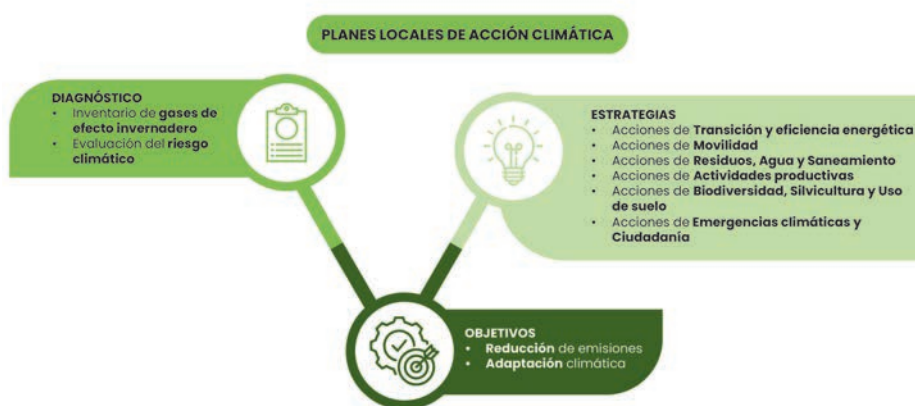 PLANES LOCALES DE ACCIÓN CLIMÁTICA
DIAGNÓSTICO
• Inventario de gases de
efecto invernadero
• Evaluación del riesgo
climático
ESTRATEGIAS
• Acciones de Transición y eficiencia energética
• Acciones de Movilidad
• Acciones de Residuos, Agua y Saneamiento
• Acciones de Actividades productivas
• Acciones de Biodiversidad, Silvicultura y Uso
de suelo
• Acciones de Emergencias climáticas y
Ciudadanía
OBJETIVOS
• Reducción de emisiones
• Adaptación climática